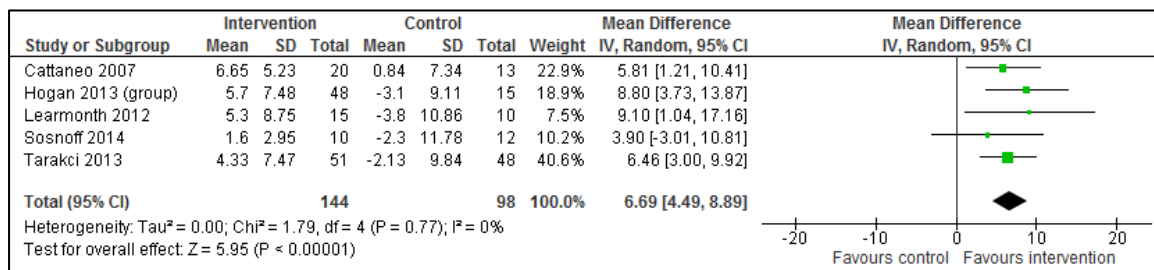 Intervention Control Mean Difference Mean Difference
Study or Subgroup Mean SD Total Mean SD Total Weight IV, Random, 95% CI IV, Random, 95% CI
Cattaneo 2007 6.65 5.23 20 0.84 7.34 13 22.9% 5.81 [1.21, 10.41]
Hogan 2013 (group) 5.7 7.48 48 -3.1 9.11 15 18.9% 8.80 [3.73, 13.87]
Learmonth 2012 5.3 8.75 15 -3.8 10.86 10 7.5% 9.10 [1.04, 17.16]
Sosnoff 2014 1.6 2.95 10 -2.3 11.78 12 10.2% 3.90 [-3.01, 10.81]
Tarakci 2013 4.33 7.47 51 -2.13 9.84 48 40.6% 6.46 [3.00, 9.92]
Total (95% CI) 144 98 100.0% 6.69 [4.49, 8.89]
Heterogeneity: Tau² = 0.00; Chi² = 1.79, df = 4 (P = 0.77); I² = 0%
Test for overall effect: Z = 5.95 (P < 0.00001)
-20 -10 0 10 20
Favours control Favours intervention